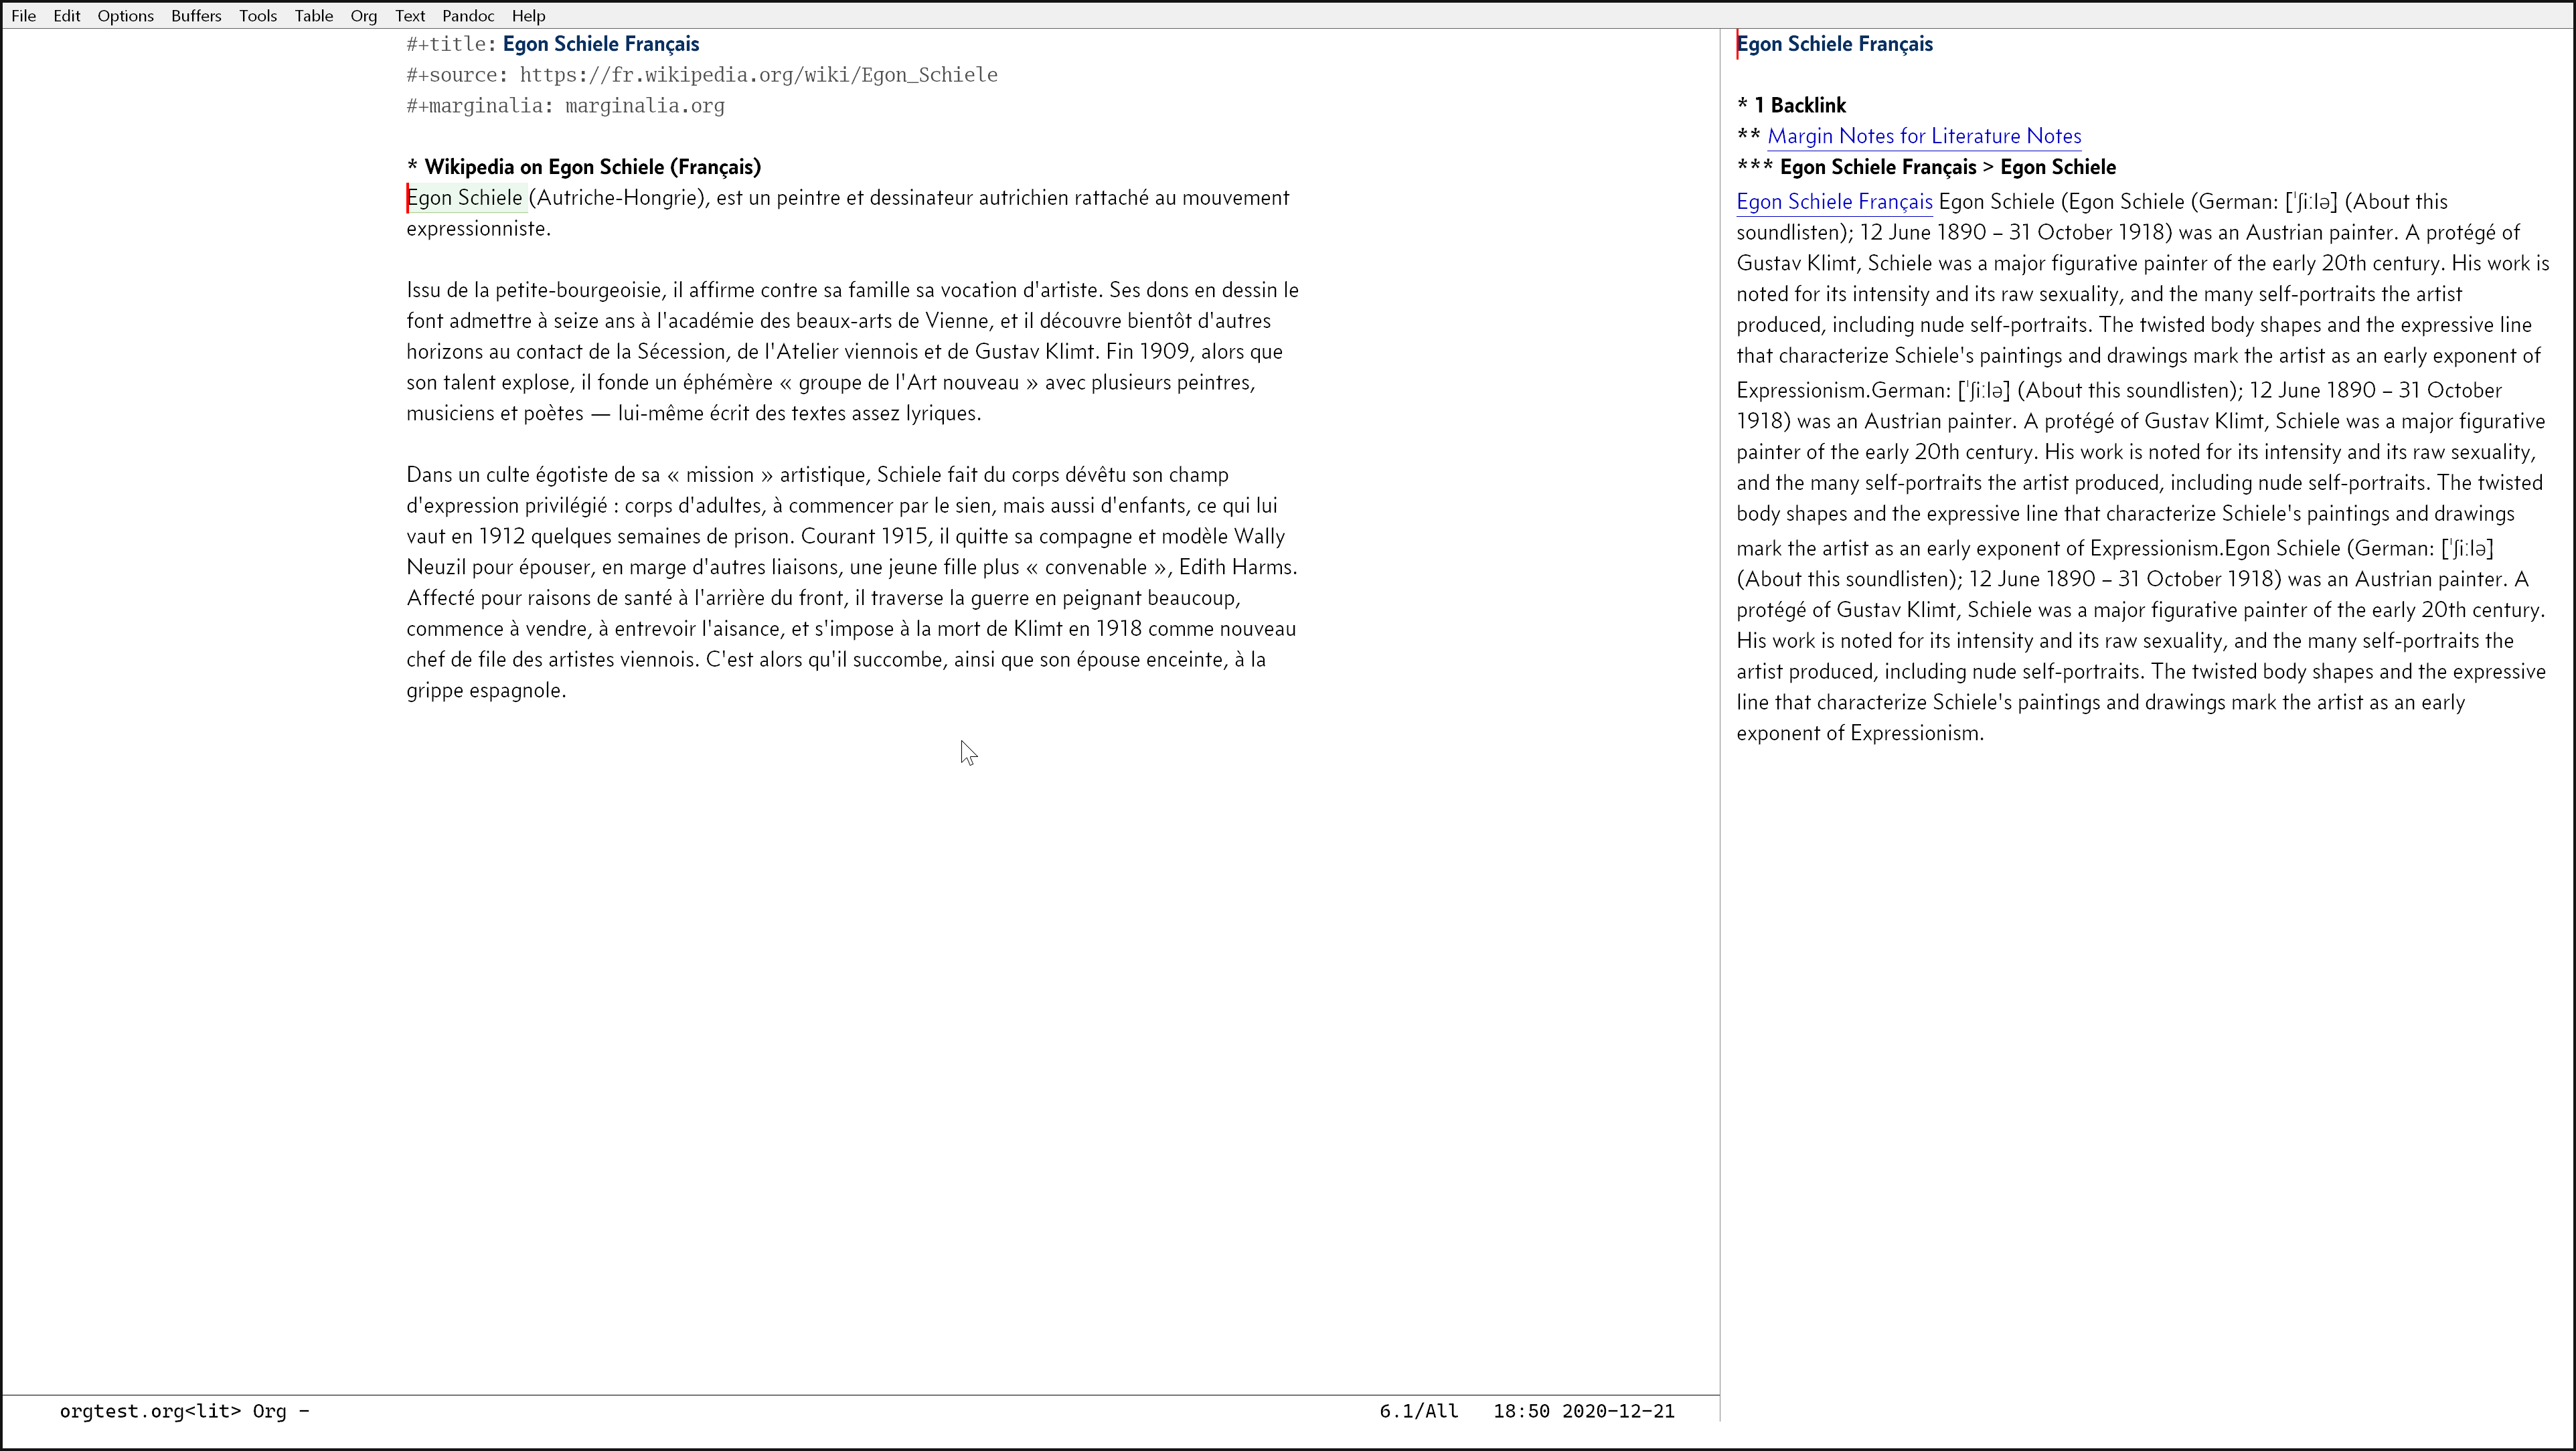 File Edit Options Buffers Tools Table Org Text Pandoc Help
#+title: Egon Schiele Français
#+source: https://fr.wikipedia.org/wiki/Egon_Schiele
#+marginalia: marginalia.org
* Wikipedia on Egon Schiele (Français)
Egon Schiele (Autriche-Hongrie), est un peintre et dessinateur autrichien rattaché au mouvement
expressionniste.
Issu de la petite-bourgeoisie, il affirme contre sa famille sa vocation d'artiste. Ses dons en dessin le
font admettre à seize ans à l'académie des beaux-arts de Vienne, et il découvre bientôt d'autres
horizons au contact de la Sécession, de l'Atelier viennois et de Gustav Klimt. Fin 1909, alors que
son talent explose, il fonde un éphémère « groupe de l'Art nouveau » avec plusieurs peintres,
musiciens et poètes — lui-même écrit des textes assez lyriques.
Dans un culte égotiste de sa « mission » artistique, Schiele fait du corps dévêtu son champ
d'expression privilégié : corps d'adultes, à commencer par le sien, mais aussi d'enfants, ce qui lui
vaut en 1912 quelques semaines de prison. Courant 1915, il quitte sa compagne et modèle Wally
Neuzil pour épouser, en marge d'autres liaisons, une jeune fille plus « convenable », Edith Harms.
Affecté pour raisons de santé à l'arrière du front, il traverse la guerre en peignant beaucoup,
commence à vendre, à entrevoir l'aisance, et s'impose à la mort de Klimt en 1918 comme nouveau
chef de file des artistes viennois. C'est alors qu'il succombe, ainsi que son épouse enceinte, à la
grippe espagnole.
orgtest.org<lit> Org -
6.1/All 18:50 2020-12-21
Egon Schiele Français
* 1 Backlink
** Margin Notes for Literature Notes
*** Egon Schiele Français > Egon Schiele
Egon Schiele Français Egon Schiele (Egon Schiele (German: [ˈʃiːlə] (About this
soundlisten); 12 June 1890 – 31 October 1918) was an Austrian painter. A protégé of
Gustav Klimt, Schiele was a major figurative painter of the early 20th century. His work is
noted for its intensity and its raw sexuality, and the many self-portraits the artist
produced, including nude self-portraits. The twisted body shapes and the expressive line
that characterize Schiele's paintings and drawings mark the artist as an early exponent of
Expressionism.German: [ˈʃiːlə] (About this soundlisten); 12 June 1890 – 31 October
1918) was an Austrian painter. A protégé of Gustav Klimt, Schiele was a major figurative
painter of the early 20th century. His work is noted for its intensity and its raw sexuality,
and the many self-portraits the artist produced, including nude self-portraits. The twisted
body shapes and the expressive line that characterize Schiele's paintings and drawings
mark the artist as an early exponent of Expressionism.Egon Schiele (German: [ˈʃiːlə]
(About this soundlisten); 12 June 1890 – 31 October 1918) was an Austrian painter. A
protégé of Gustav Klimt, Schiele was a major figurative painter of the early 20th century.
His work is noted for its intensity and its raw sexuality, and the many self-portraits the
artist produced, including nude self-portraits. The twisted body shapes and the expressive
line that characterize Schiele's paintings and drawings mark the artist as an early
exponent of Expressionism.